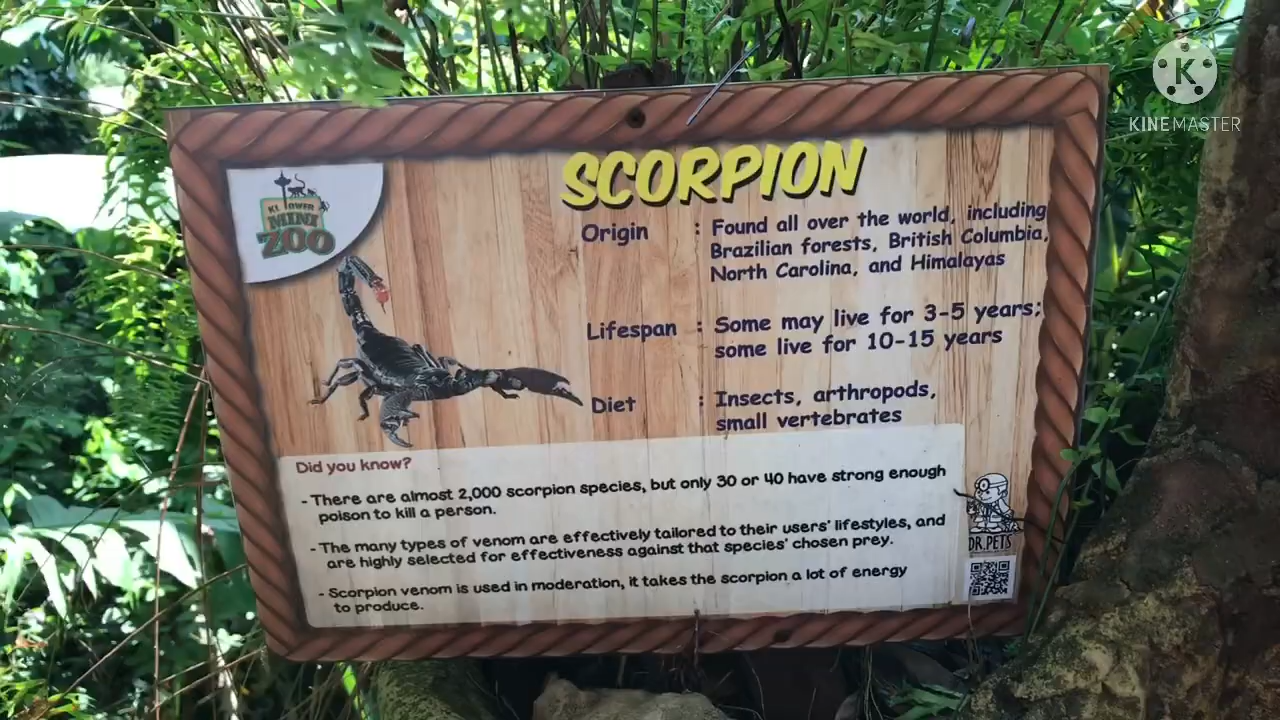 KINEMASTER
SCORPION
MINI
ZOO
Origin : Found all over the world, including
Brazilian forests, British Columbia,
North Carolina, and Himalayas
Lifespan : Some may live for 3-5 years;
some live for 10-15 years
Diet : Insects, arthropods,
small vertebrates
Did you know?
- There are almost 2,000 scorpion species, but only 30 or 40 have strong enough
poison to kill a person.
- The many types of venom are effectively tailored to their users' lifestyles, and
are highly selected for effectiveness against that species' chosen prey.
- Scorpion venom is used in moderation, it takes the scorpion a lot of energy
to produce.
DR.PETS